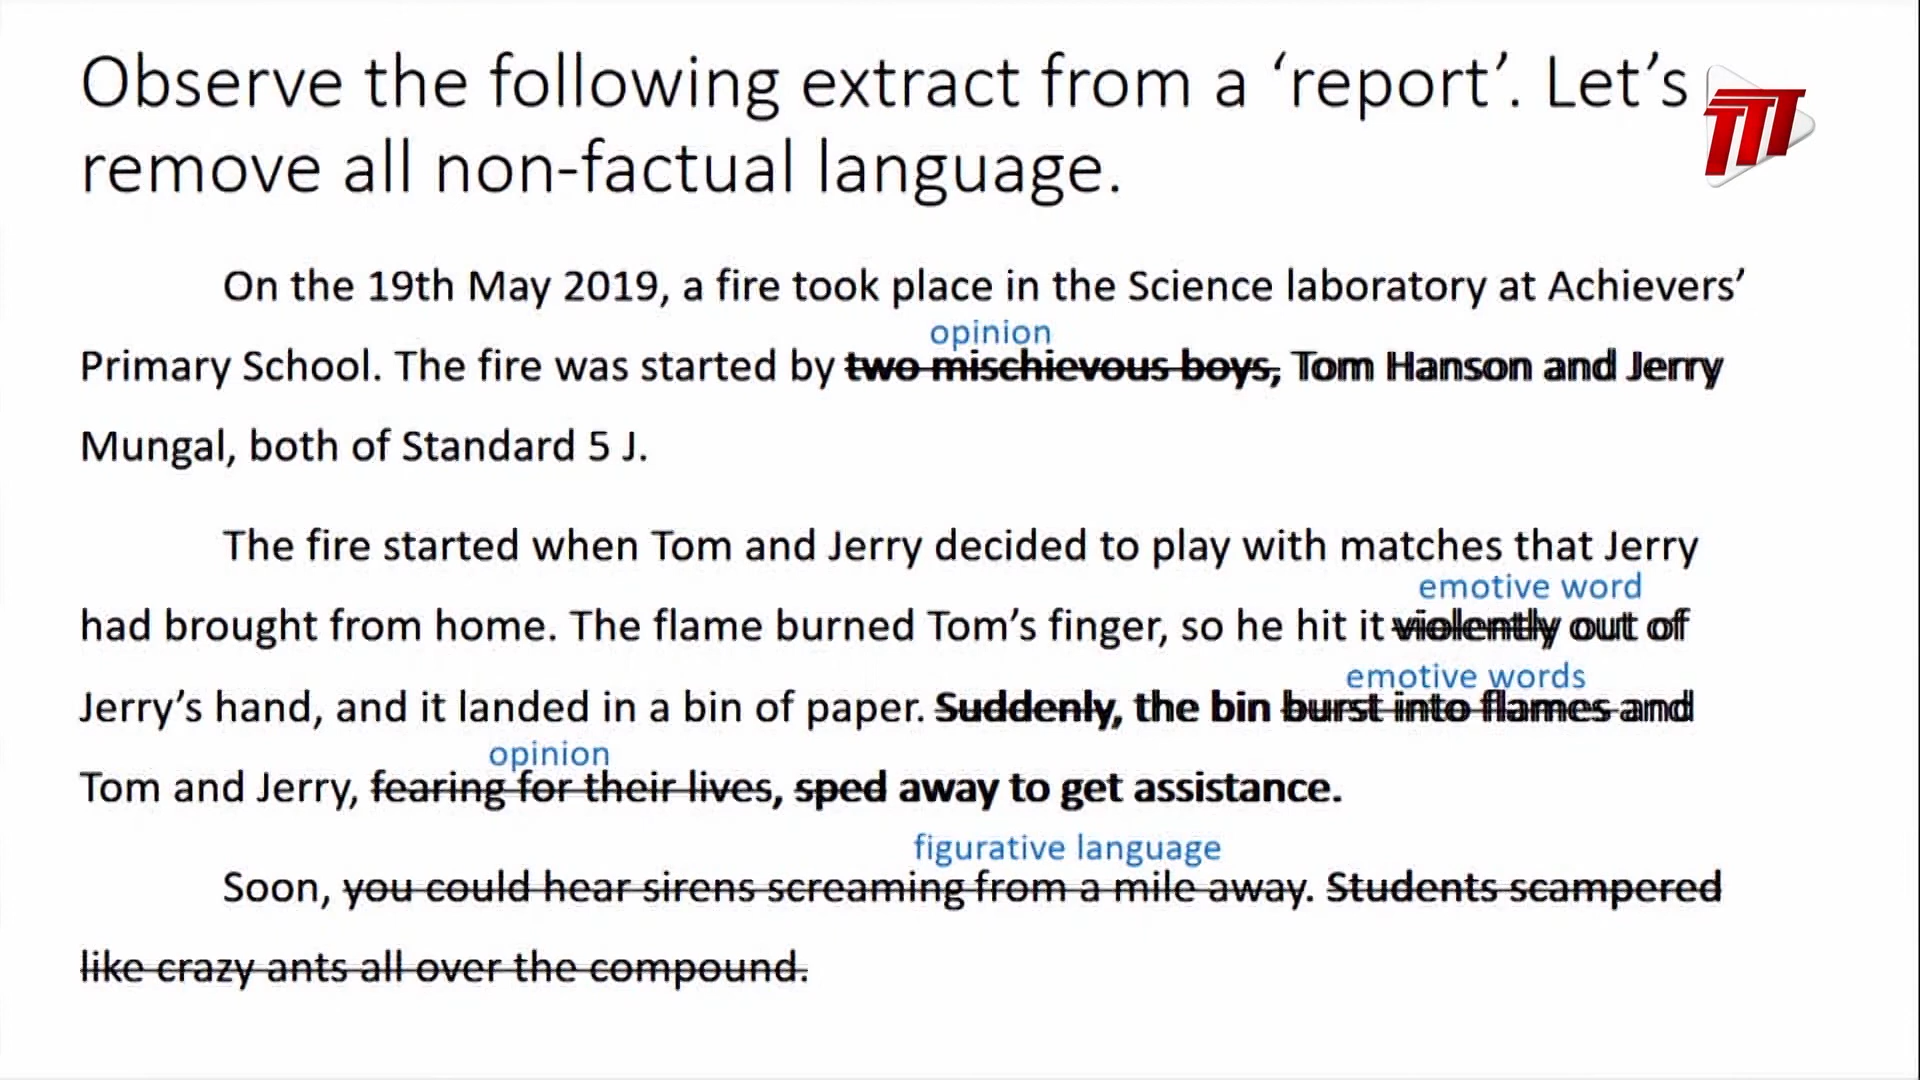 Observe the following extract from a ‘report’. Let’s
remove all non-factual language.
TTT
On the 19th May 2019, a fire took place in the Science laboratory at Achievers’
opinion
Primary School. The fire was started by two mischievous boys, Tom Hanson and Jerry
Mungal, both of Standard 5 J.
The fire started when Tom and Jerry decided to play with matches that Jerry
emotive word
had brought from home. The flame burned Tom’s finger, so he hit it violently out of
emotive words
Jerry’s hand, and it landed in a bin of paper. Suddenly, the bin burst into flames and
opinion
Tom and Jerry, fearing for their lives, sped away to get assistance.
figurative language
Soon, you could hear sirens screaming from a mile away. Students scampered
like crazy ants all over the compound.